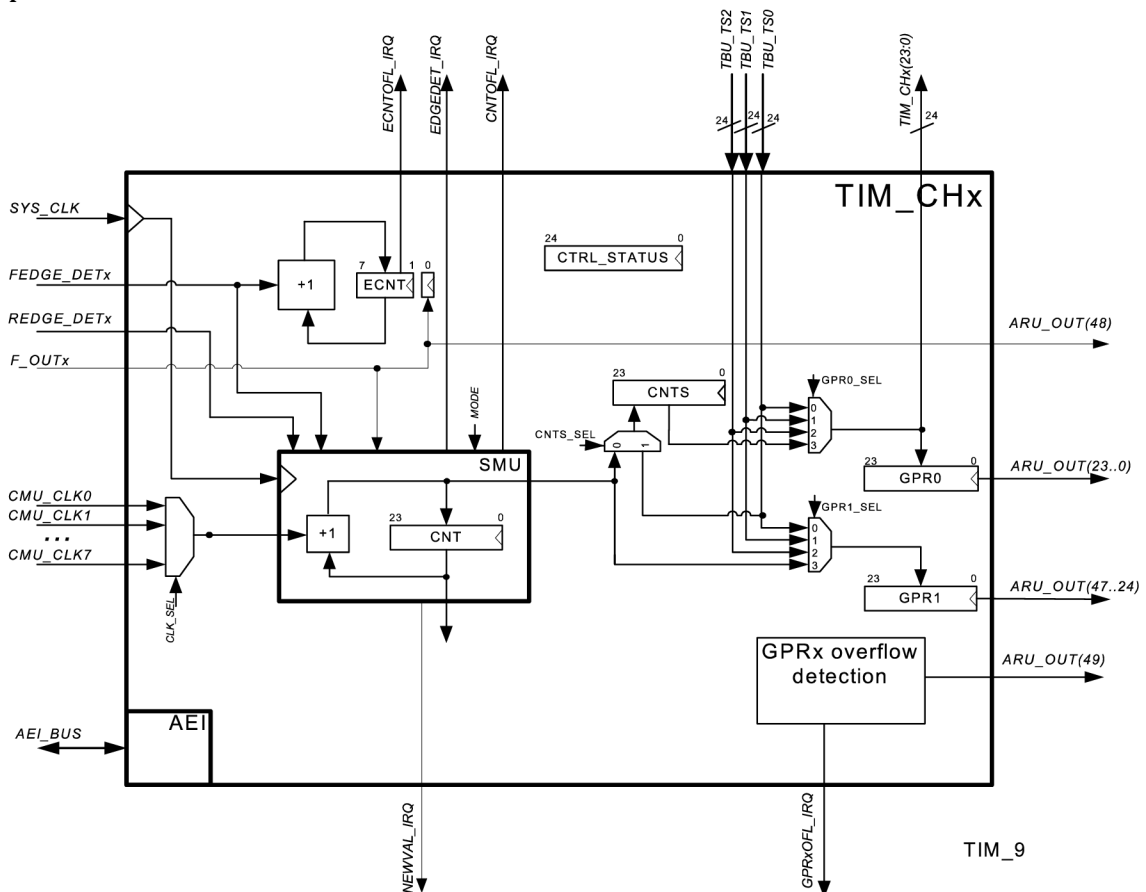 ECNTOFL_IRQ
EDGEDET_IRQ
CNTOFL_IRQ
TBU_TS2
TBU_TS1
TBU_TS0
TIM_CHx(23:0)
24
24
24
24
TIM_CHx
SYS_CLK
24 0
CTRL_STATUS
FEDGE_DETx
+1
7 1 0
ECNT
REDGE_DETx
F_OUTx
ARU_OUT(48)
MODE
23 0
CNTS
CNTS_SEL
0 1
GPR0_SEL
0
1
2
3
SMU
23 0
GPR0
ARU_OUT(23..0)
CMU_CLK0
CMU_CLK1
...
CMU_CLK7
CLK_SEL
+1
23 0
CNT
GPR1_SEL
0
1
2
3
23 0
GPR1
ARU_OUT(47..24)
GPRx overflow
detection
ARU_OUT(49)
AEI
AEI_BUS
NEWVAL_IRQ
GPRxOFL_IRQ
TIM_9